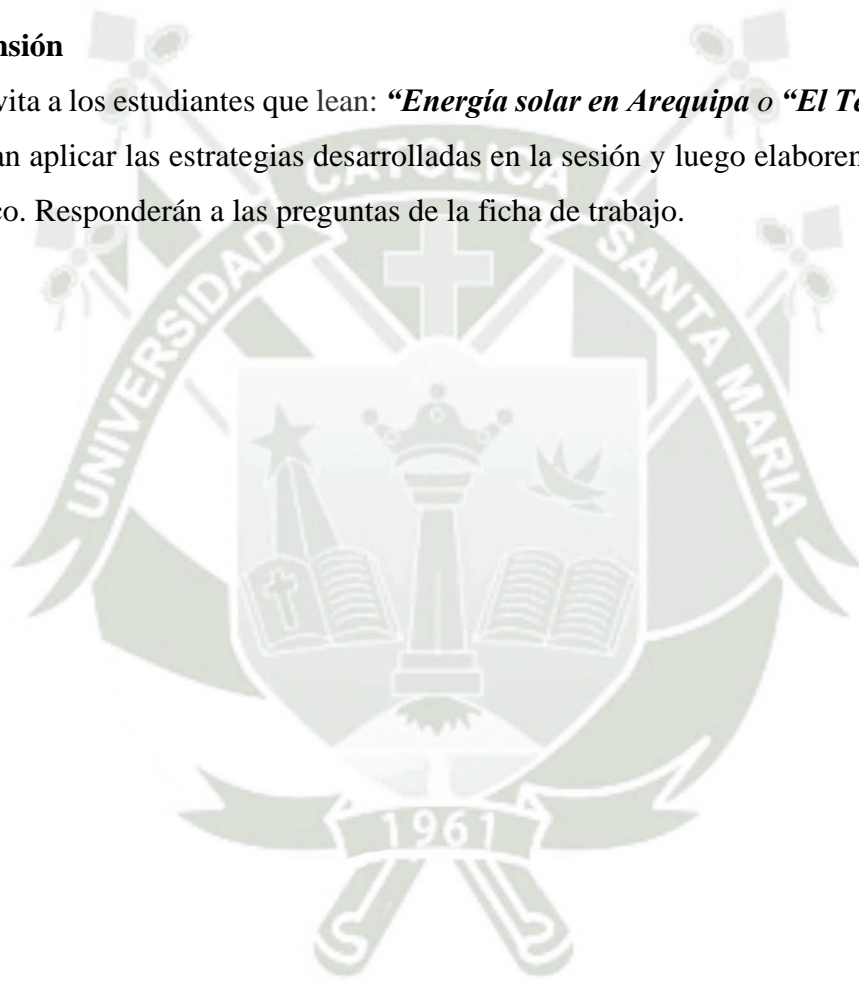 nsión
vita a los estudiantes que lean: “Energía solar en Arequipa o “El Te
an aplicar las estrategias desarrolladas en la sesión y luego elaboren
co. Responderán a las preguntas de la ficha de trabajo.
UNIVERSIDAD CATOLICA SANTA MARIA
1961